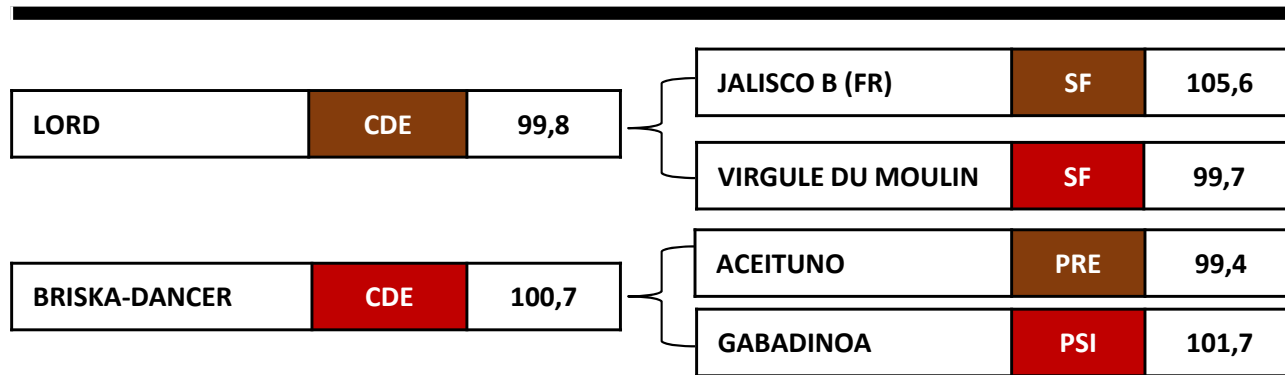 JALISCO B (FR) SF 105,6
LORD CDE 99,8
VIRGULE DU MOULIN SF 99,7
ACEITUNO PRE 99,4
BRISKA-DANCER CDE 100,7
GABADINOA PSI 101,7